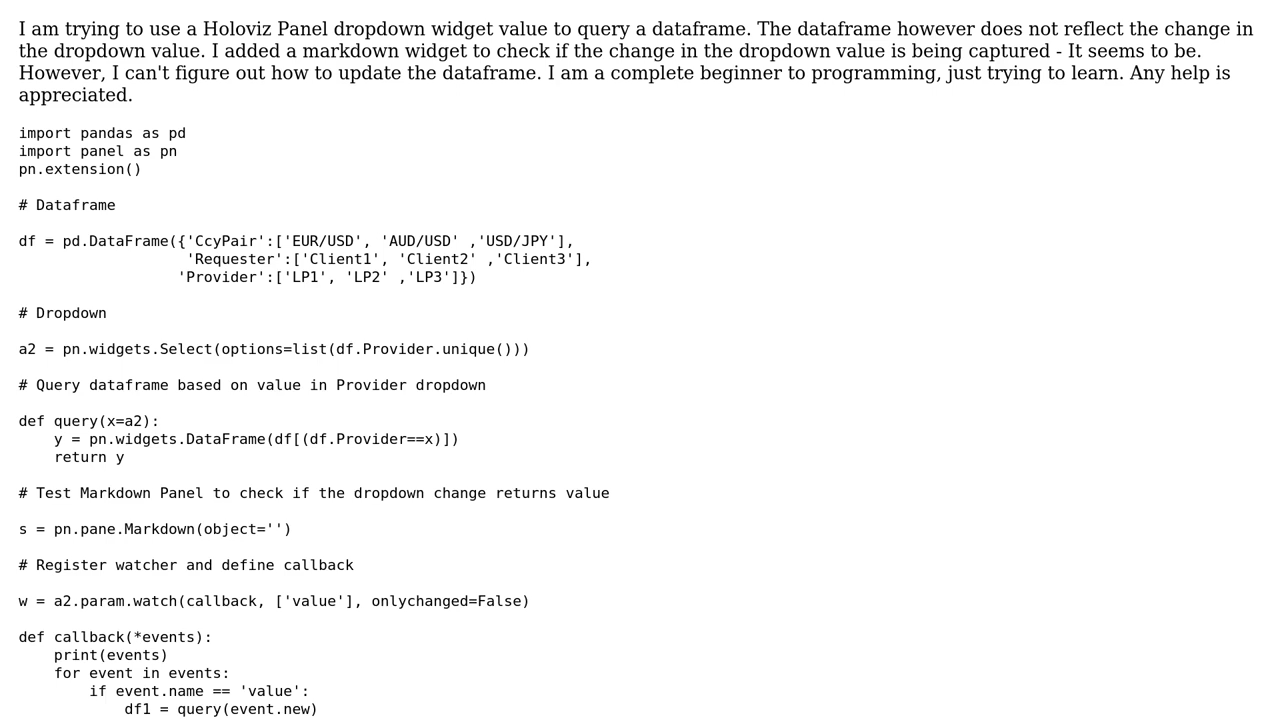 I am trying to use a Holoviz Panel dropdown widget value to query a dataframe. The dataframe however does not reflect the change in
the dropdown value. I added a markdown widget to check if the change in the dropdown value is being captured - It seems to be.
However, I can't figure out how to update the dataframe. I am a complete beginner to programming, just trying to learn. Any help is
appreciated.

import pandas as pd
import panel as pn
pn.extension()

# Dataframe

df = pd.DataFrame({'CcyPair':['EUR/USD', 'AUD/USD' ,'USD/JPY'],
                   'Requester':['Client1', 'Client2' ,'Client3'],
                  'Provider':['LP1', 'LP2' ,'LP3']})

# Dropdown

a2 = pn.widgets.Select(options=list(df.Provider.unique()))

# Query dataframe based on value in Provider dropdown

def query(x=a2):
    y = pn.widgets.DataFrame(df[(df.Provider==x)])
    return y

# Test Markdown Panel to check if the dropdown change returns value

s = pn.pane.Markdown(object='')

# Register watcher and define callback

w = a2.param.watch(callback, ['value'], onlychanged=False)

def callback(*events):
    print(events)
    for event in events:
        if event.name == 'value':
            df1 = query(event.new)